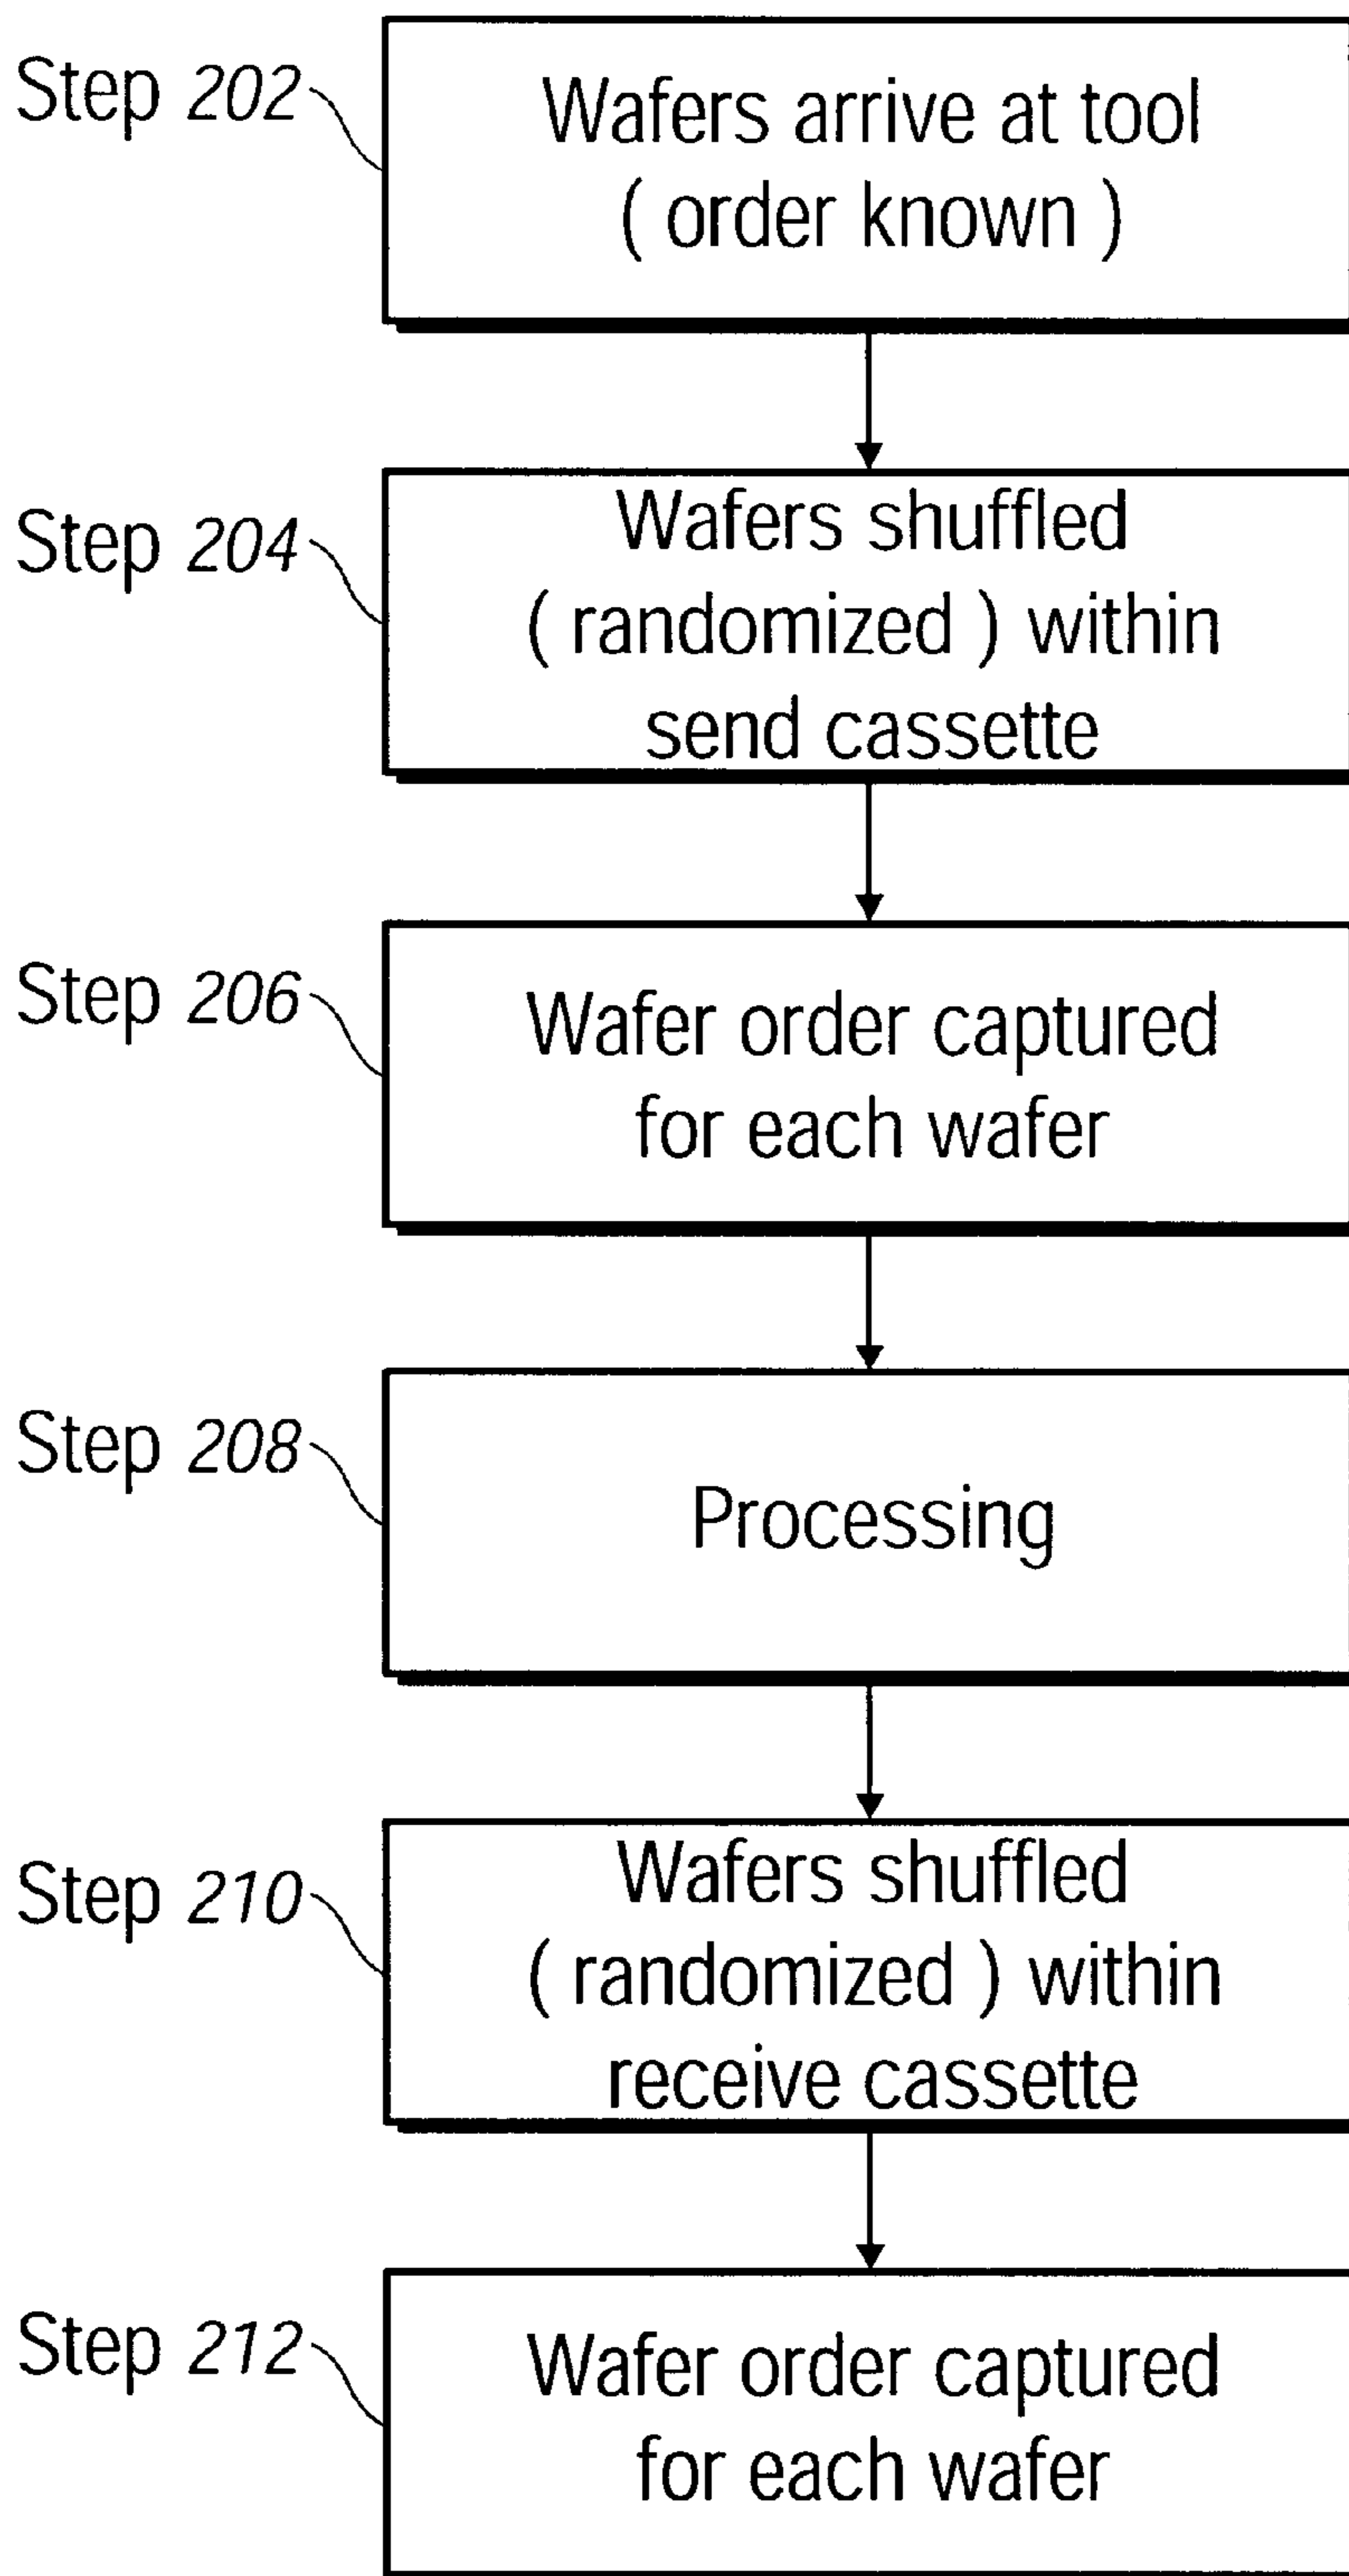 Step 202
Wafers arrive at tool
( order known )
Step 204
Wafers shuffled
( randomized ) within
send cassette
Step 206
Wafer order captured
for each wafer
Step 208
Processing
Step 210
Wafers shuffled
( randomized ) within
receive cassette
Step 212
Wafer order captured
for each wafer